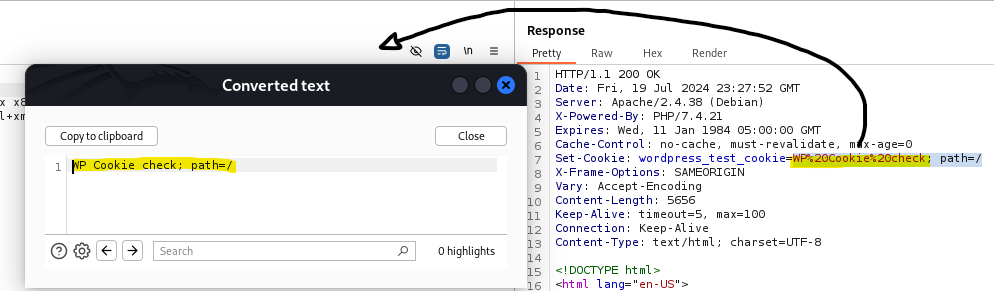 Response
Pretty Raw Hex Render
\n
1 HTTP/1.1 200 OK
2 Date: Fri, 19 Jul 2024 23:27:52 GMT
3 Server: Apache/2.4.38 (Debian)
4 X-Powered-By: PHP/7.4.21
5 Expires: Wed, 11 Jan 1984 05:00:00 GMT
6 Cache-Control: no-cache, must-revalidate, max-age=0
7 Set-Cookie: wordpress_test_cookie=WP%20Cookie%20check; path=/
8 X-Frame-Options: SAMEORIGIN
9 Vary: Accept-Encoding
10 Content-Length: 5656
11 Keep-Alive: timeout=5, max=100
12 Connection: Keep-Alive
13 Content-Type: text/html; charset=UTF-8
14
15 <!DOCTYPE html>
16 <html lang="en-US">
Converted text
Copy to clipboard Close
1 WP Cookie check; path=/
Search 0 highlights